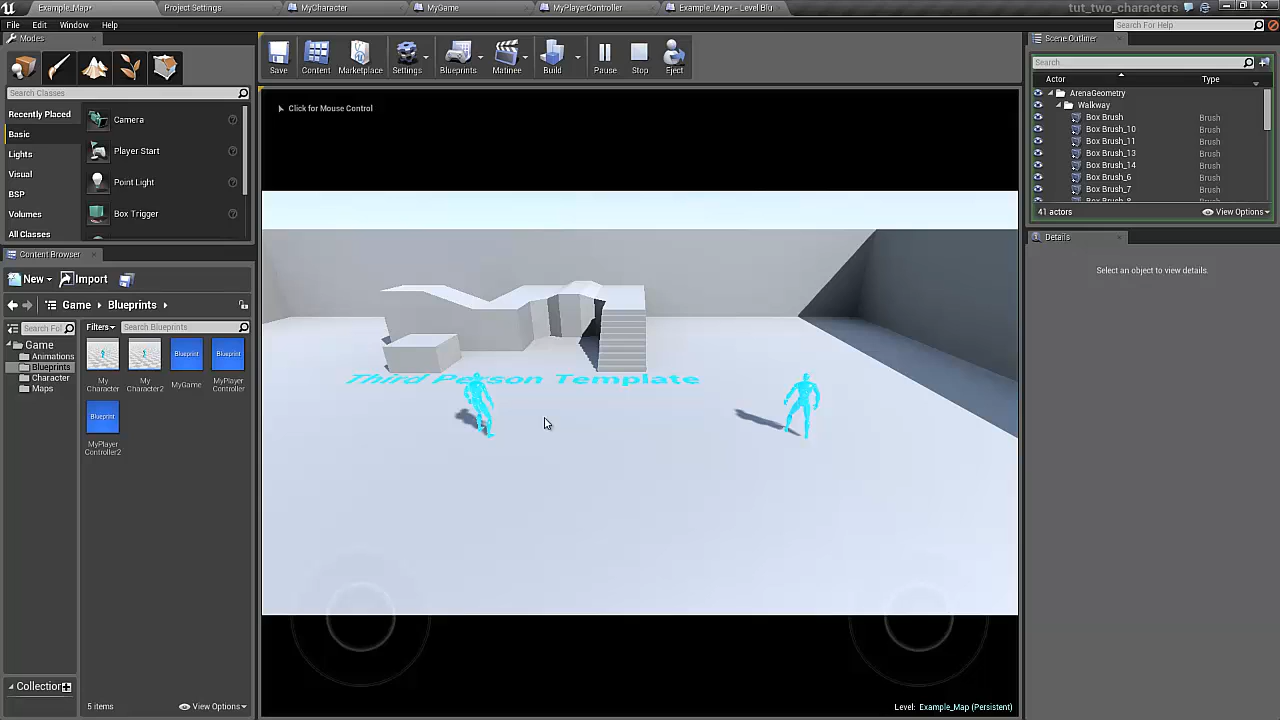 Example_Map*
Project Settings
MyCharacter
MyGame
MyPlayerController
Example_Map* - Level Blu
tut_two_characters
File Edit Window Help
Search For Help
Modes
Search Classes
Recently Placed
Basic
Lights
Visual
BSP
Volumes
All Classes
Camera
Player Start
Point Light
Box Trigger
Save
Content
Marketplace
Settings
Blueprints
Matinee
Build
Pause
Stop
Eject
Click for Mouse Control
Third Person Template
Level: Example_Map (Persistent)
Content Browser
New
Import
Game
Blueprints
Search Fol
Filters
Search Blueprints
Game
Animations
Blueprints
Character
Maps
My
Character
My
Character2
MyGame
Blueprint
MyPlayer
Controller
Blueprint
MyPlayer
Controller2
Blueprint
Collection
5 items
View Options
Scene Outliner
Search...
Actor Type
ArenaGeometry
Walkway
Box Brush Brush
Box Brush_10 Brush
Box Brush_11 Brush
Box Brush_13 Brush
Box Brush_14 Brush
Box Brush_6 Brush
Box Brush_7 Brush
41 actors
View Options
Details
Select an object to view details.